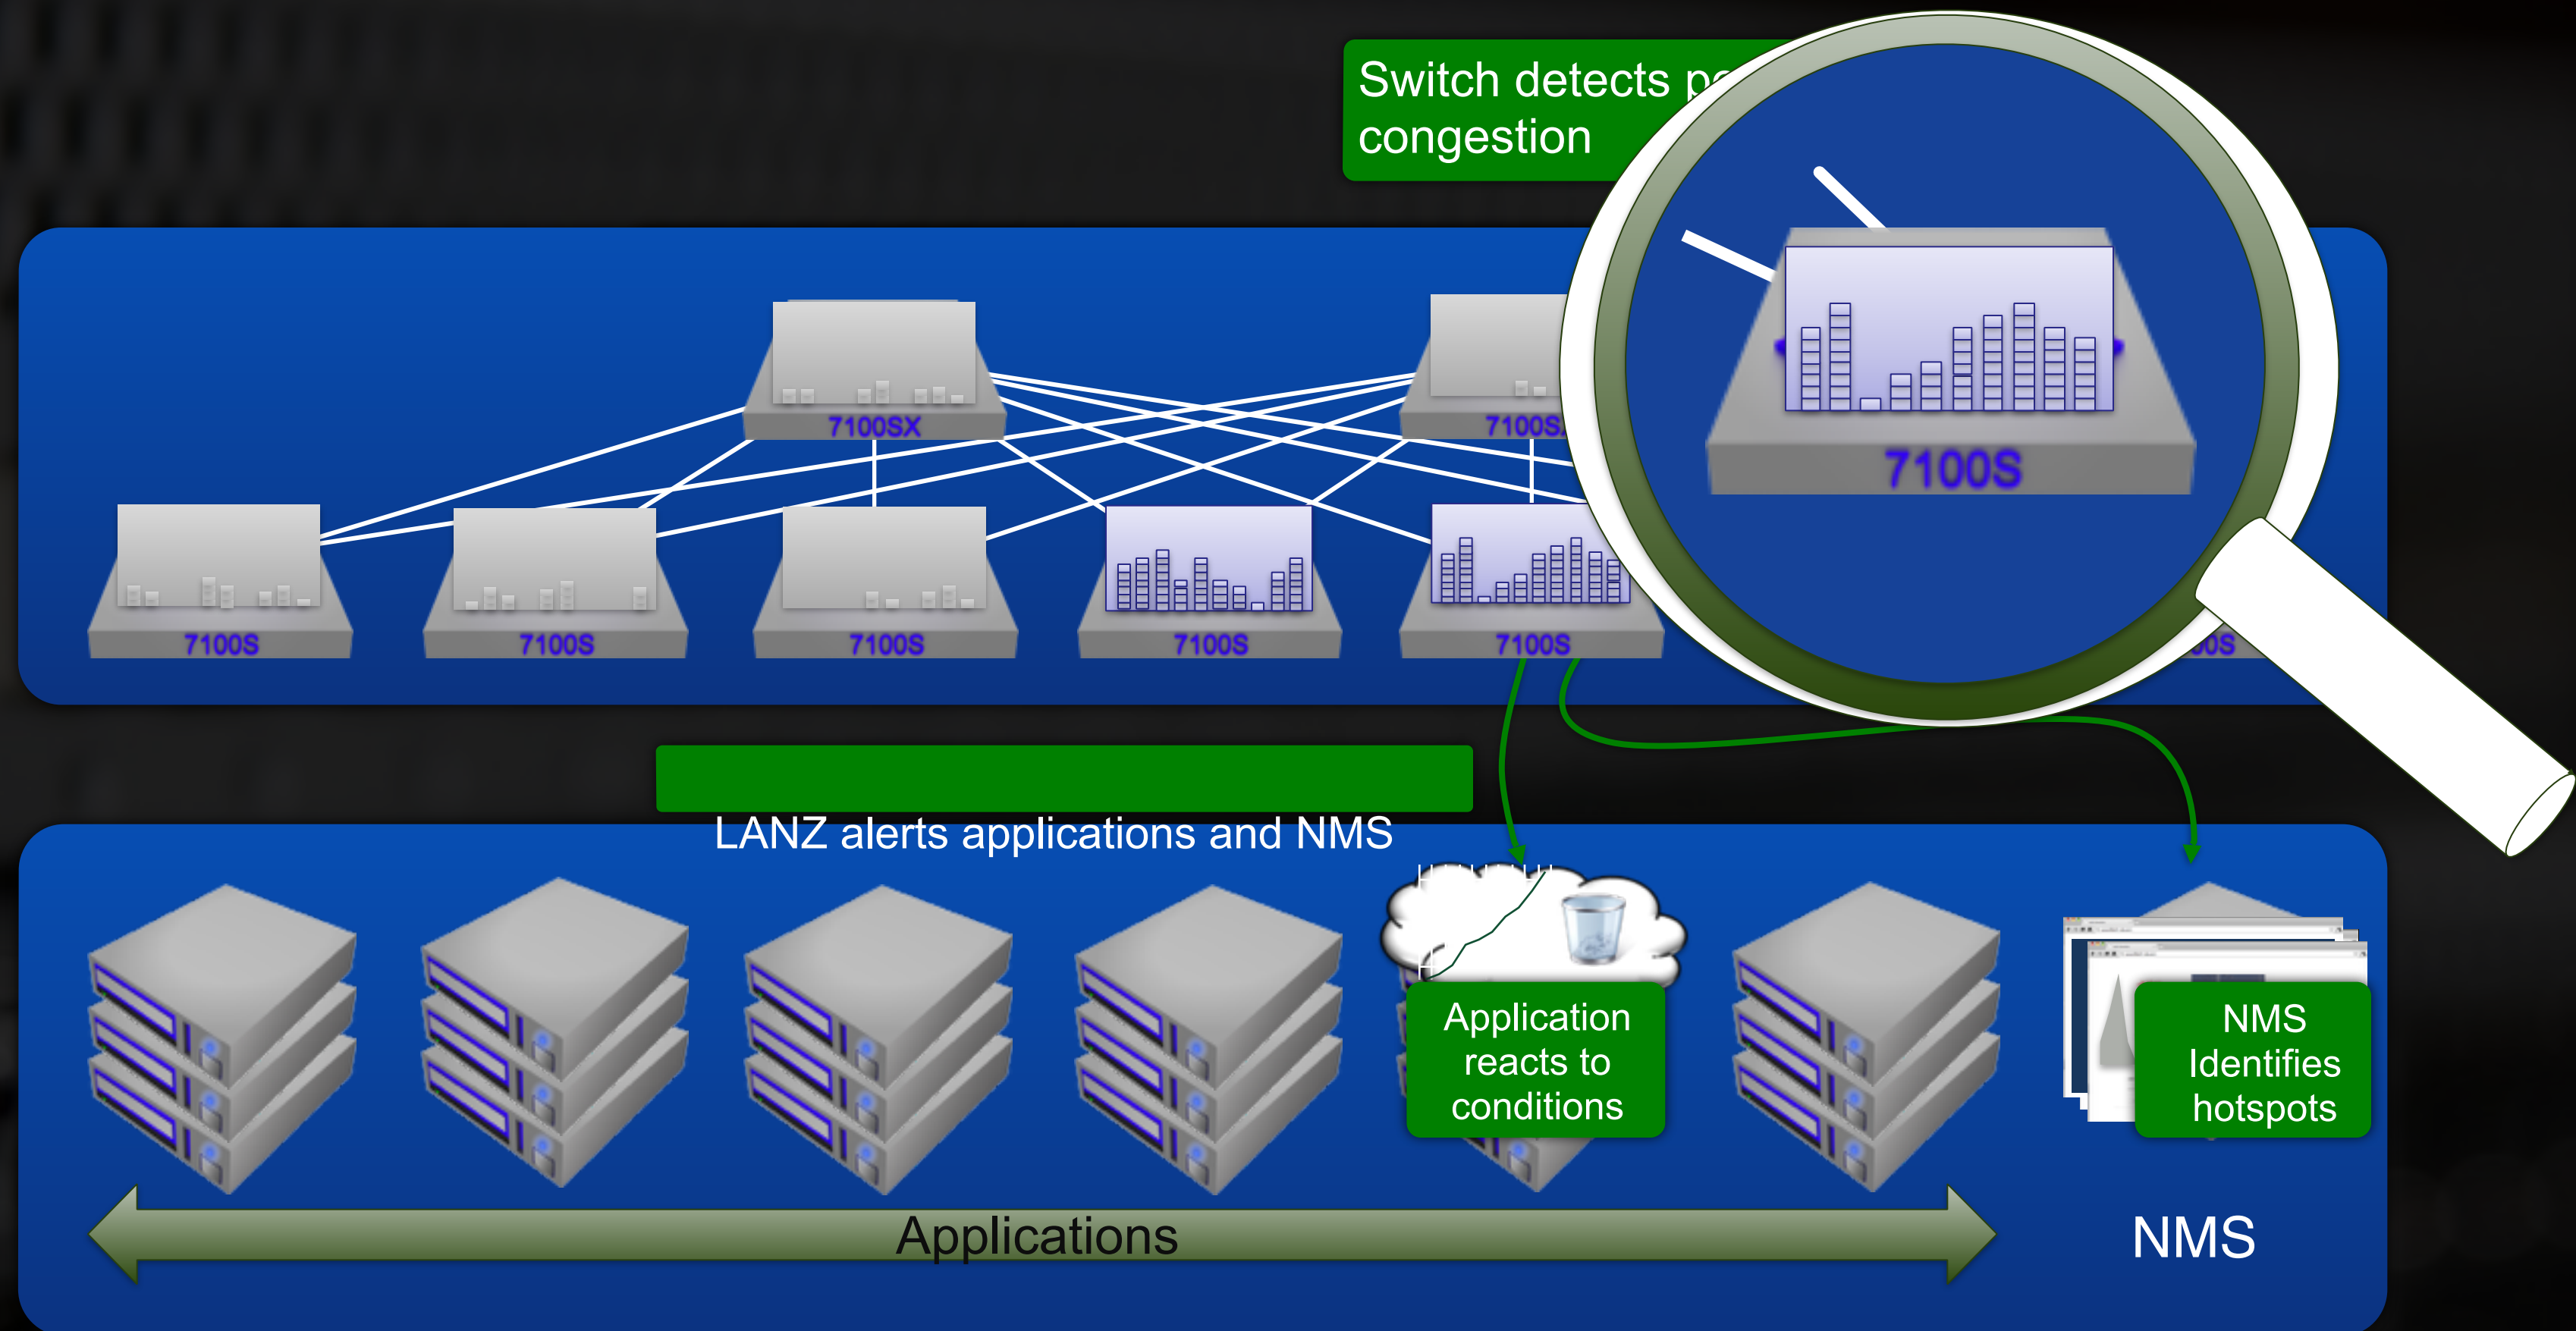 Switch detects
congestion
7100S
7100SX
7100S
7100S
7100S
7100S
7100S
LANZ alerts applications and NMS
Application
reacts to
conditions
NMS
Identifies
hotspots
Applications
NMS